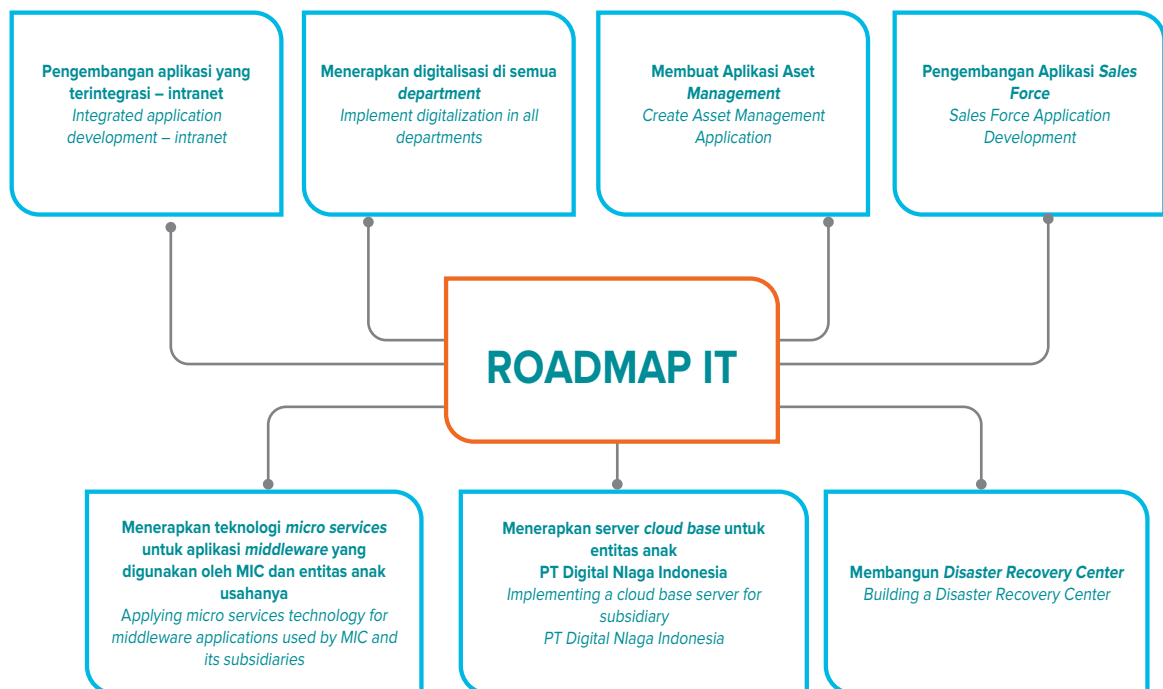 Pengembangan aplikasi yang
terintegrasi – intranet
Integrated application
development – intranet
Menerapkan digitalisasi di semua
department
Implement digitalization in all
departments
Membuat Aplikasi Aset
Management
Create Asset Management
Application
Pengembangan Aplikasi Sales
Force
Sales Force Application
Development
ROADMAP IT
Menerapkan teknologi micro services
untuk aplikasi middleware yang
digunakan oleh MIC dan entitas anak
usahanya
Applying micro services technology for
middleware applications used by MIC and
its subsidiaries
Menerapkan server cloud base untuk
entitas anak
PT Digital NIaga Indonesia
Implementing a cloud base server for
subsidiary
PT Digital NIaga Indonesia
Membangun Disaster Recovery Center
Building a Disaster Recovery Center